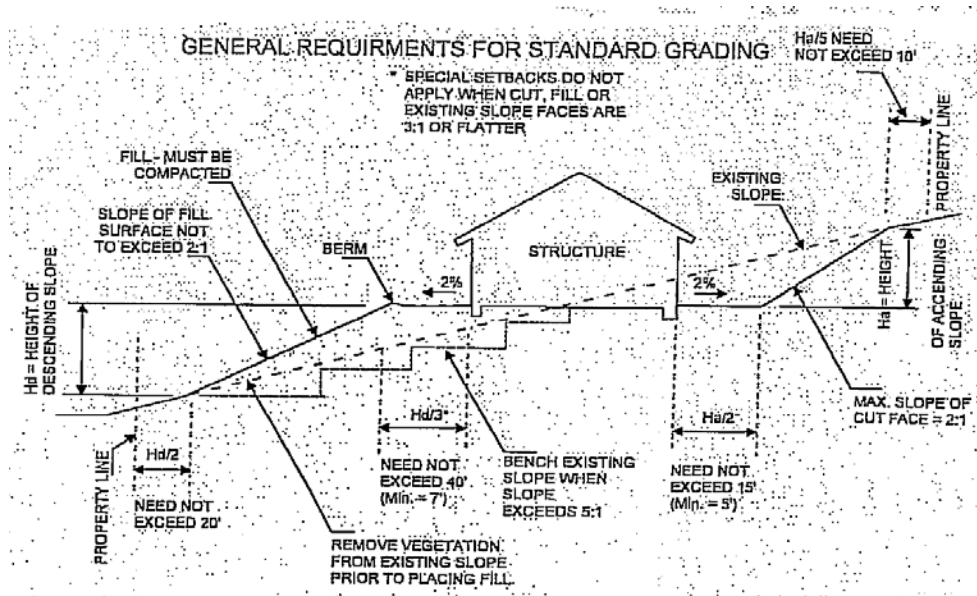 GENERAL REQUIRMENTS FOR STANDARD GRADING
* SPECIAL SETBACKS DO NOT
APPLY WHEN CUT, FILL OR
EXISTING SLOPE FACES ARE
3:1 OR FLATTER
Ha/5 NEED
NOT EXCEED 10'
PROPERTY LINE
FILL - MUST BE
COMPACTED
SLOPE OF FILL
SURFACE NOT
TO EXCEED 2:1
BERM
2%
STRUCTURE
2%
EXISTING
SLOPE
Ha = HEIGHT
OF ACCENDING
SLOPE
Hd = HEIGHT OF
DESCENDING SLOPE
MAX. SLOPE OF
CUT FACE = 2:1
PROPERTY LINE
Hd/2
NEED NOT
EXCEED 20'
Hd/3*
NEED NOT
EXCEED 40'
(Min. = 7')
BENCH EXISTING
SLOPE WHEN
SLOPE
EXCEEDS 5:1
Ha/2
NEED NOT
EXCEED 15'
(Min. = 5')
REMOVE VEGETATION
FROM EXISTING SLOPE
PRIOR TO PLACING FILL.